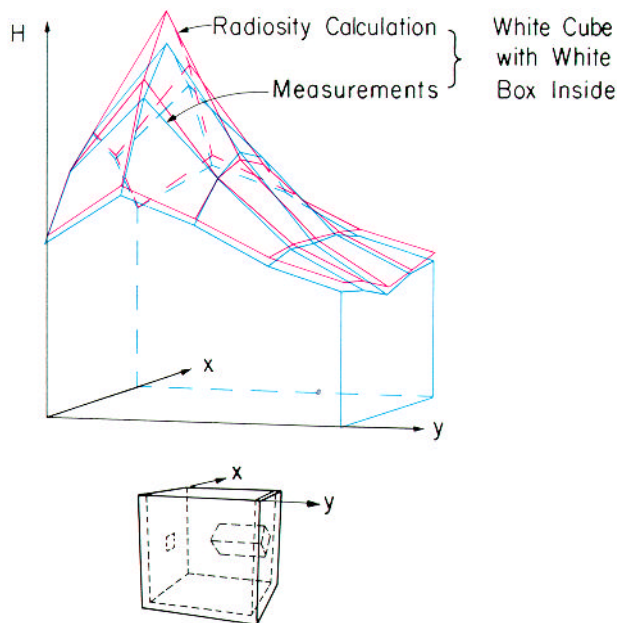 H
Radiosity Calculation
Measurements
White Cube
with White
Box Inside
x
y
x
y